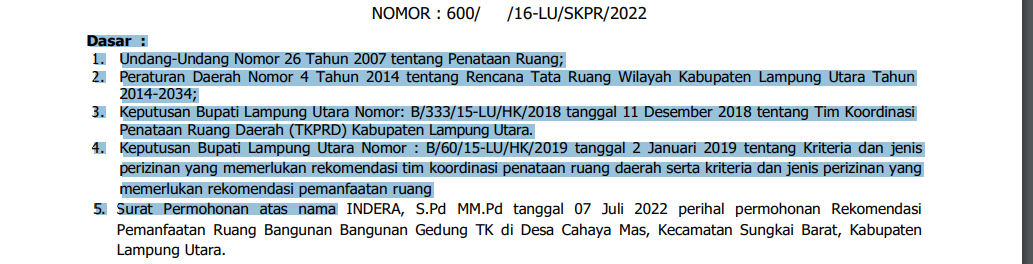 NOMOR : 600/ /16-LU/SKPR/2022
Dasar :
1. Undang-Undang Nomor 26 Tahun 2007 tentang Penataan Ruang;
2. Peraturan Daerah Nomor 4 Tahun 2014 tentang Rencana Tata Ruang Wilayah Kabupaten Lampung Utara Tahun
2014-2034;
3. Keputusan Bupati Lampung Utara Nomor: B/333/15-LU/HK/2018 tanggal 11 Desember 2018 tentang Tim Koordinasi
Penataan Ruang Daerah (TKPRD) Kabupaten Lampung Utara.
4. Keputusan Bupati Lampung Utara Nomor : B/60/15-LU/HK/2019 tanggal 2 Januari 2019 tentang Kriteria dan jenis
perizinan yang memerlukan rekomendasi tim koordinasi penataan ruang daerah serta kriteria dan jenis perizinan yang
memerlukan rekomendasi pemanfaatan ruang
5. Surat Permohonan atas nama INDERA, S.Pd MM.Pd tanggal 07 Juli 2022 perihal permohonan Rekomendasi
Pemanfaatan Ruang Bangunan Bangunan Gedung TK di Desa Cahaya Mas, Kecamatan Sungkai Barat, Kabupaten
Lampung Utara.